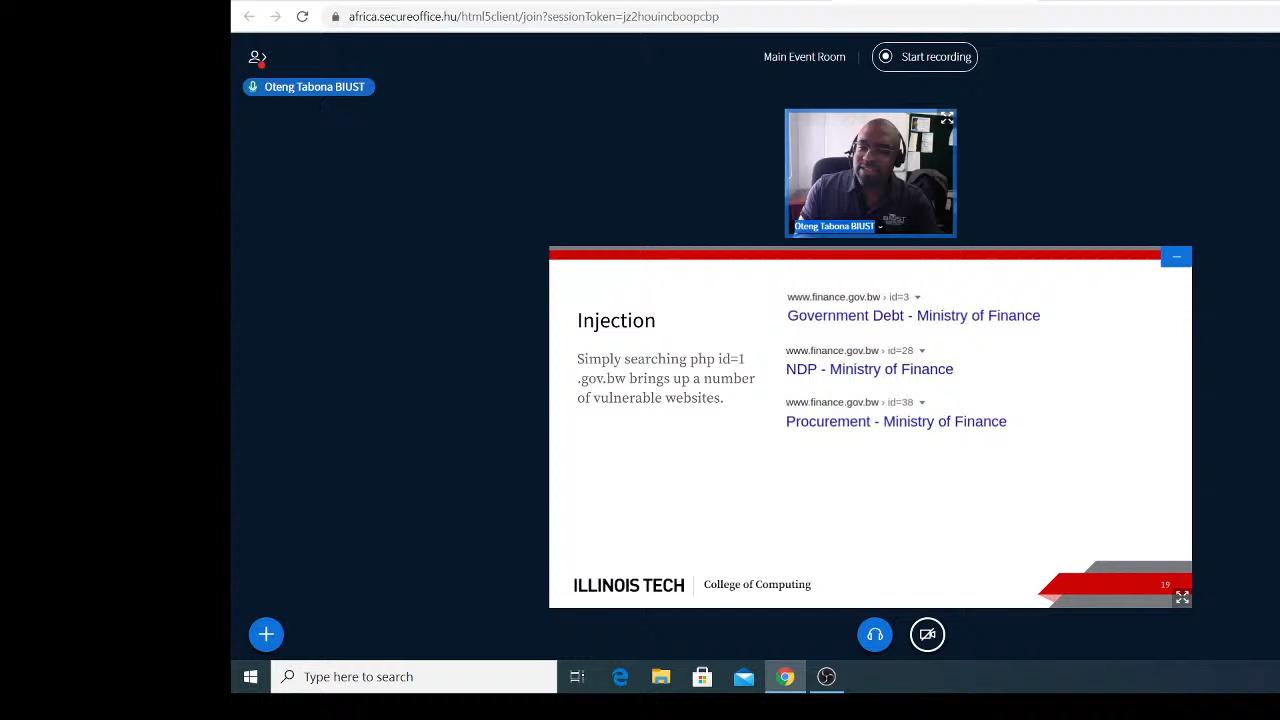 africa.secureoffice.hu/html5client/join?sessionToken=jz2houincboopcbp
Main Event Room
Start recording
Oteng Tabona BIUST
BIUST
Oteng Tabona BIUST
Injection
Simply searching php id=1
.gov.bw brings up a number
of vulnerable websites.
www.finance.gov.bw › id=3
Government Debt - Ministry of Finance
www.finance.gov.bw › id=28
NDP - Ministry of Finance
www.finance.gov.bw › id=38
Procurement - Ministry of Finance
ILLINOIS TECH
College of Computing
19
Type here to search